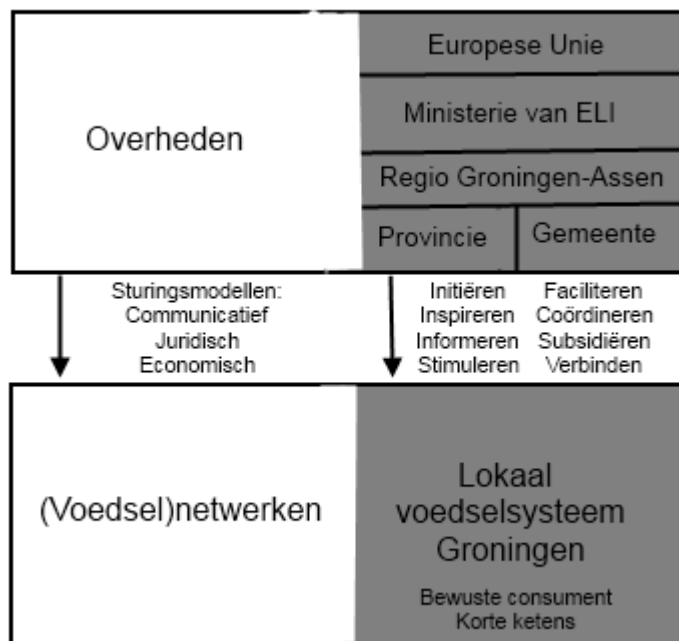 Overheden
Europese Unie
Ministerie van ELI
Regio Groningen-Assen
Provincie
Gemeente
Sturingsmodellen:
Communicatief
Juridisch
Economisch
Initiëren Faciliteren
Inspireren Coördineren
Informeren Subsidiëren
Stimuleren Verbinden
(Voedsel)netwerken
Lokaal
voedselsysteem
Groningen
Bewuste consument
Korte ketens